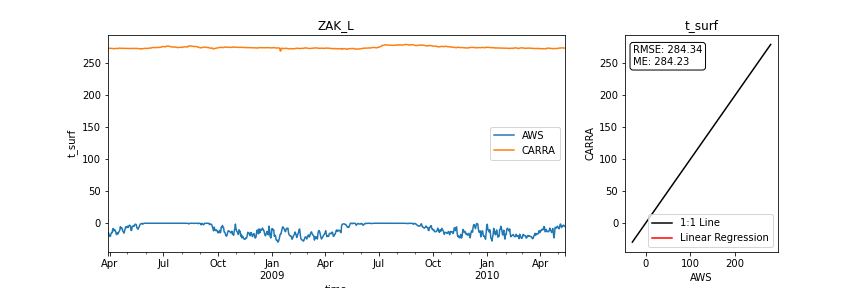 ZAK_L
t_surf
250
200
150
100
50
0
t_surf
AWS
CARRA
Apr
Jul
Oct
Jan
2009
Apr
Jul
Oct
Jan
2010
Apr
time
RMSE: 284.34
ME: 284.23
250
200
150
100
50
0
CARRA
1:1 Line
Linear Regression
0
100
200
AWS